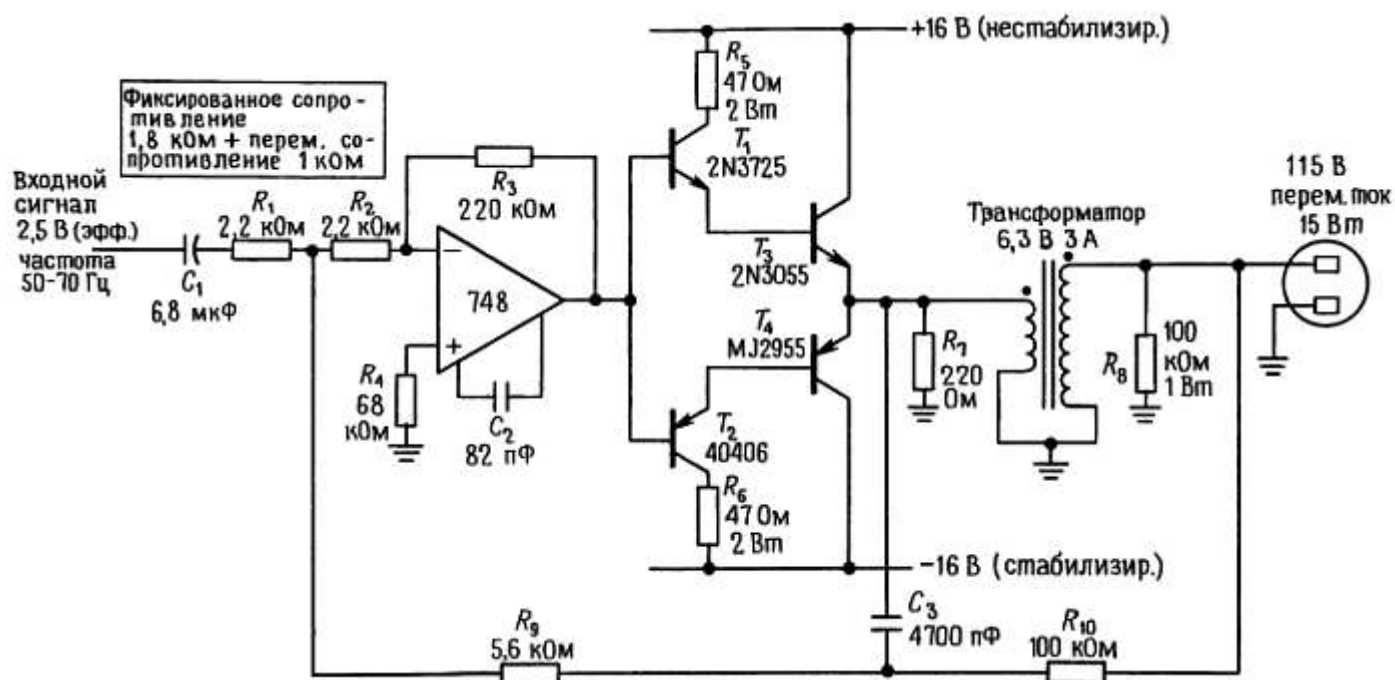 +16 В (нестабилизир.)
R5
47 Ом
2 Вт
Фиксированное сопро-
тивление
1,8 кОм + перем. со-
противление 1 кОм
T1
2N3725
R3
220 кОм
115 В
перем. ток
15 Вт
Входной
сигнал
2,5 В (эфф.)
частота
50-70 Гц
R1
2,2 кОм
R2
2,2 кОм
C1
6,8 мкФ
Трансформатор
6,3 В 3 А
T3
2N3055
−
748
+
T4
MJ2955
R7
220
Ом
R8
100
кОм
1 Вт
R4
68
кОм
C2
82 пФ
T2
40406
R6
47 Ом
2 Вт
−16 В (стабилизир.)
C3
4700 пФ
R9
5,6 кОм
R10
100 кОм